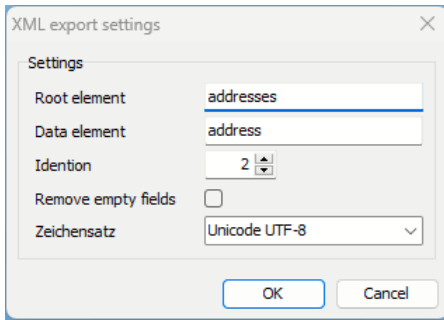 XML export settings
Settings
Root element addresses
Data element address
Idention 2
Remove empty fields
Zeichensatz Unicode UTF-8
OK Cancel